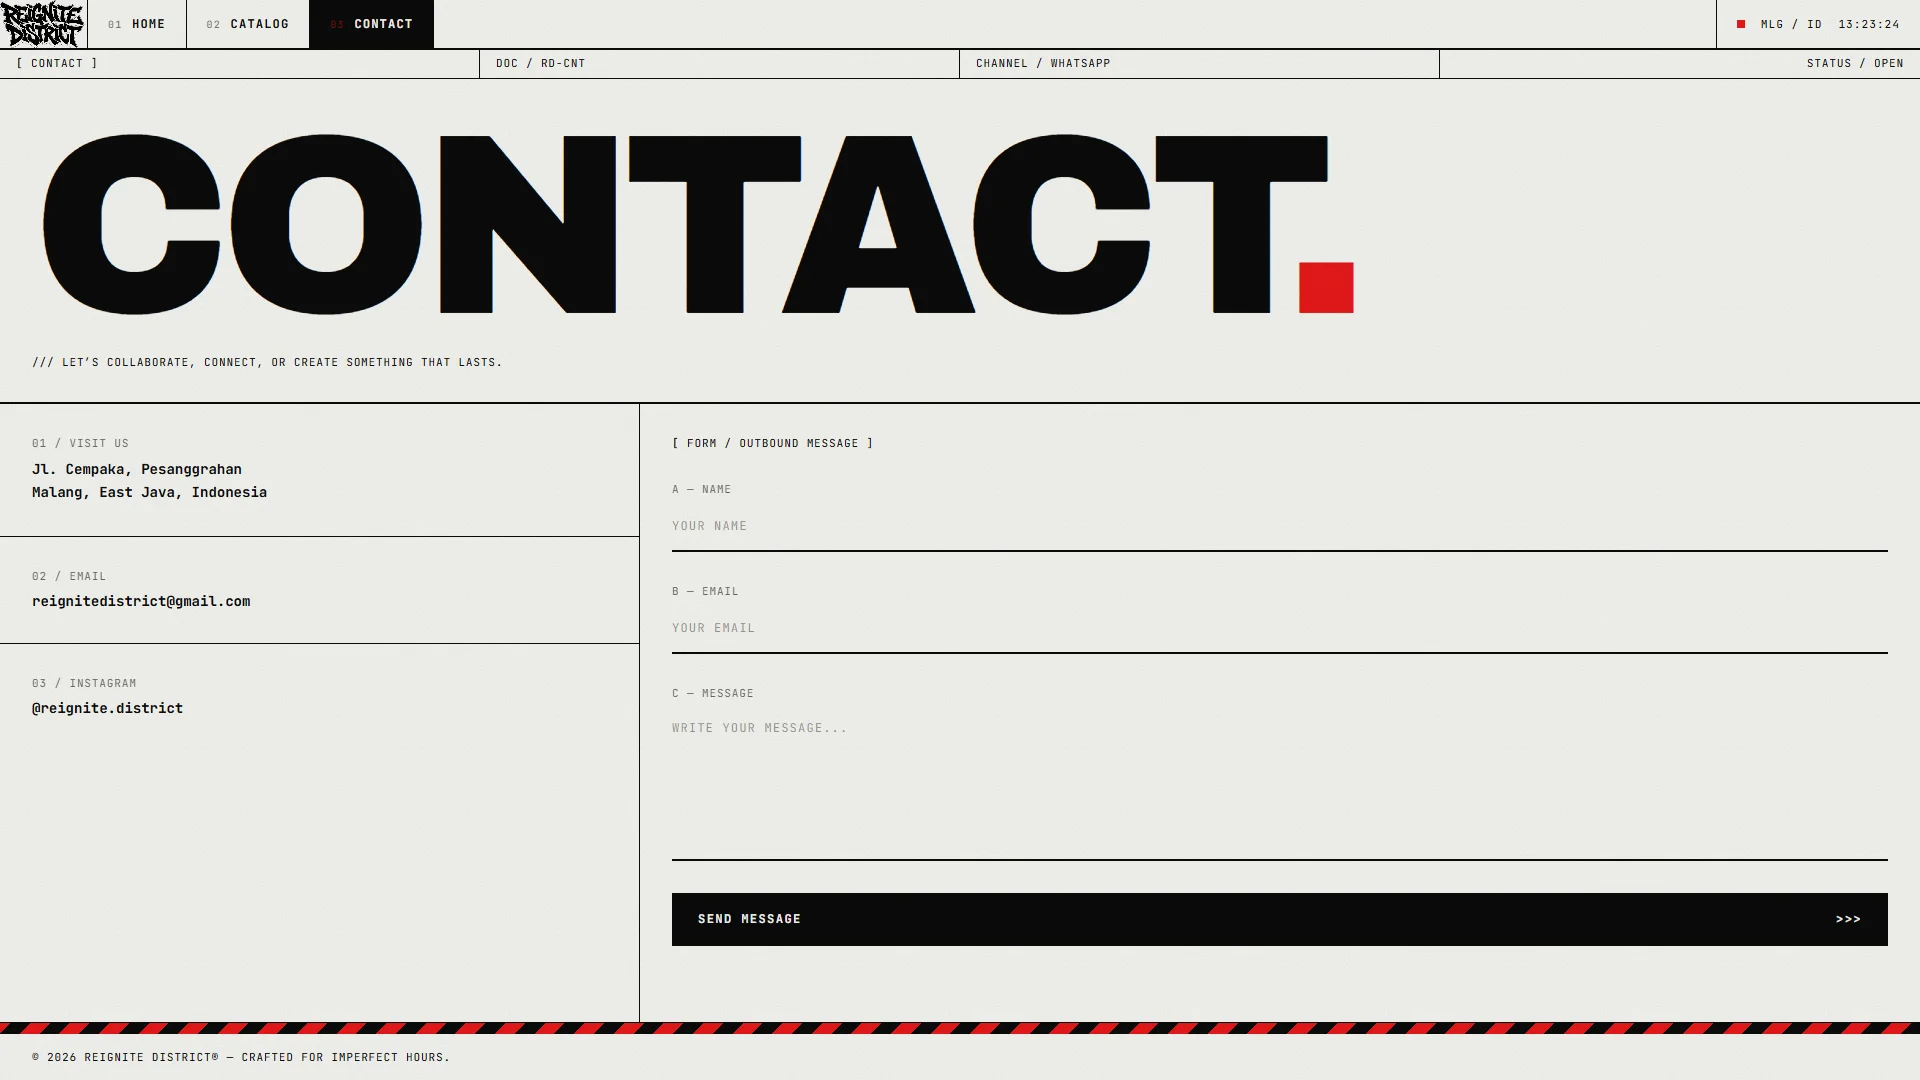 REIGNITE
DISTRICT
01 HOME
02 CATALOG
03 CONTACT
MLG / ID 13:23:24
[ CONTACT ]
DOC / RD-CNT
CHANNEL / WHATSAPP
STATUS / OPEN
CONTACT.
/// LET’S COLLABORATE, CONNECT, OR CREATE SOMETHING THAT LASTS.
01 / VISIT US
Jl. Cempaka, Pesanggrahan
Malang, East Java, Indonesia
02 / EMAIL
reignitedistrict@gmail.com
03 / INSTAGRAM
@reignite.district
[ FORM / OUTBOUND MESSAGE ]
A — NAME
YOUR NAME
B — EMAIL
YOUR EMAIL
C — MESSAGE
WRITE YOUR MESSAGE...
SEND MESSAGE >>>
© 2026 REIGNITE DISTRICT® — CRAFTED FOR IMPERFECT HOURS.